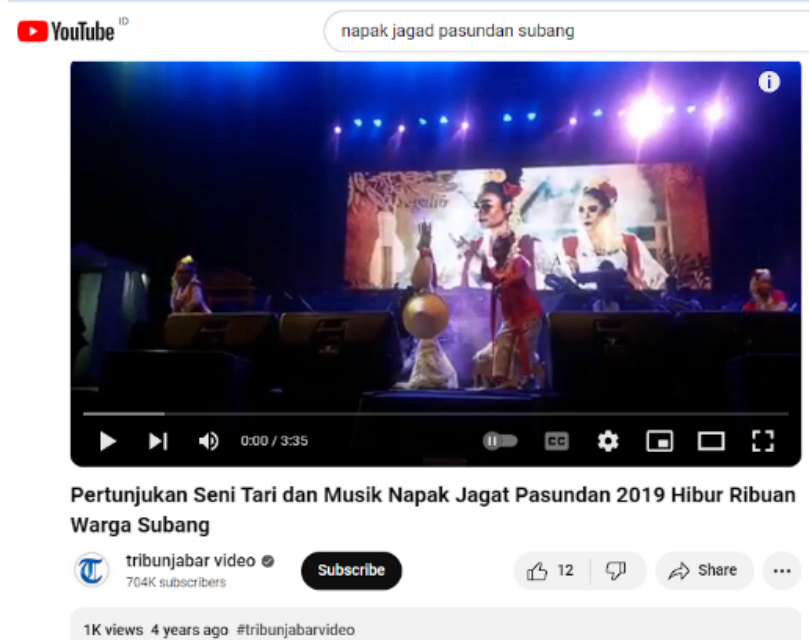 YouTube ID
napak jagad pasundan subang
0:00 / 3:35
CC
Pertunjukan Seni Tari dan Musik Napak Jagat Pasundan 2019 Hibur Ribuan
Warga Subang
tribunjabar video
704K subscribers
Subscribe
12
Share
1K views 4 years ago #tribunjabarvideo